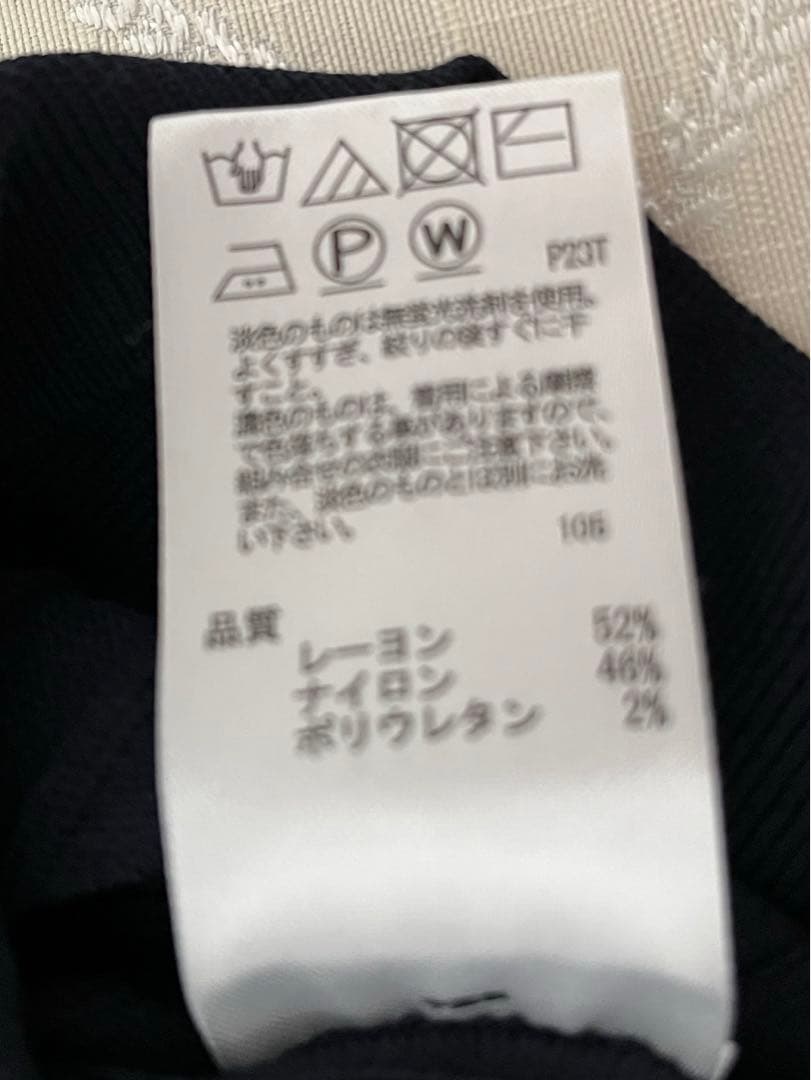 P W P23T
淡色のものは無蛍光洗剤を使用。
よくすすぎ、絞りの後すぐに干
すこと。
濃色のものは、着用による摩擦
で色落ちする事がありますので、
組み合せの衣類にご注意下さい。
また、淡色のものとは別にお洗
い下さい。
106
品質
レーヨン 52%
ナイロン 46%
ポリウレタン 2%